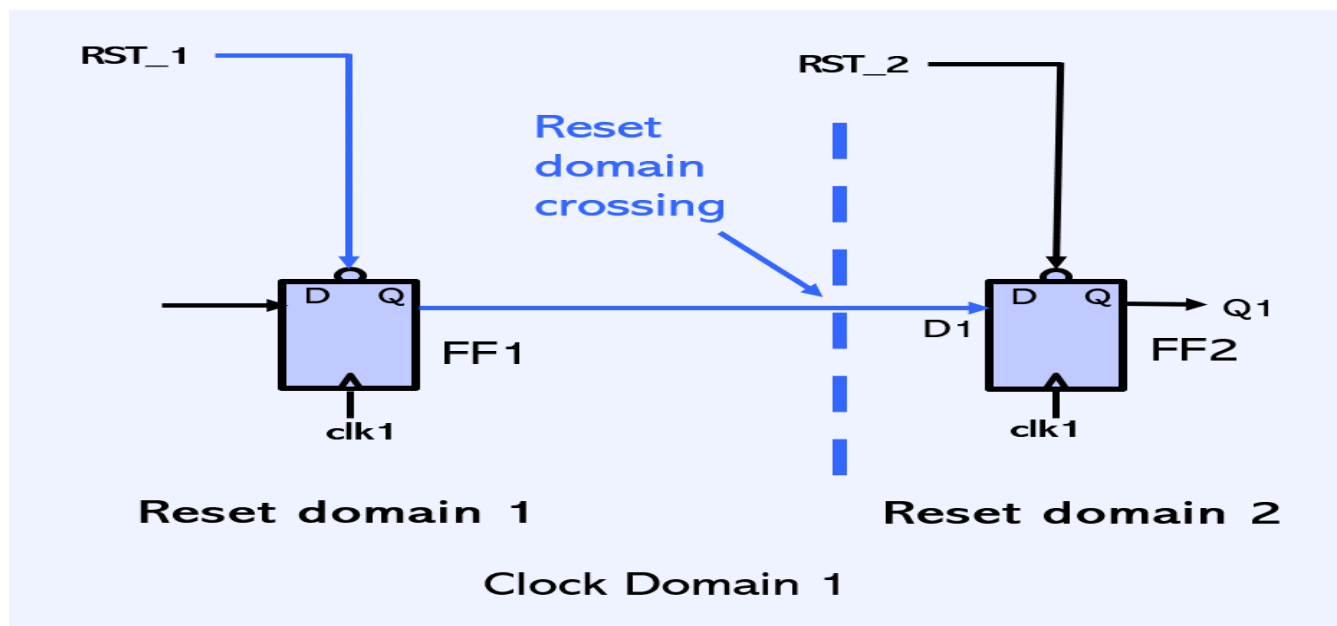 RST_1
RST_2
Reset
domain
crossing
D Q
D Q
D1
Q1
FF1
FF2
clk1
clk1
Reset domain 1
Reset domain 2
Clock Domain 1